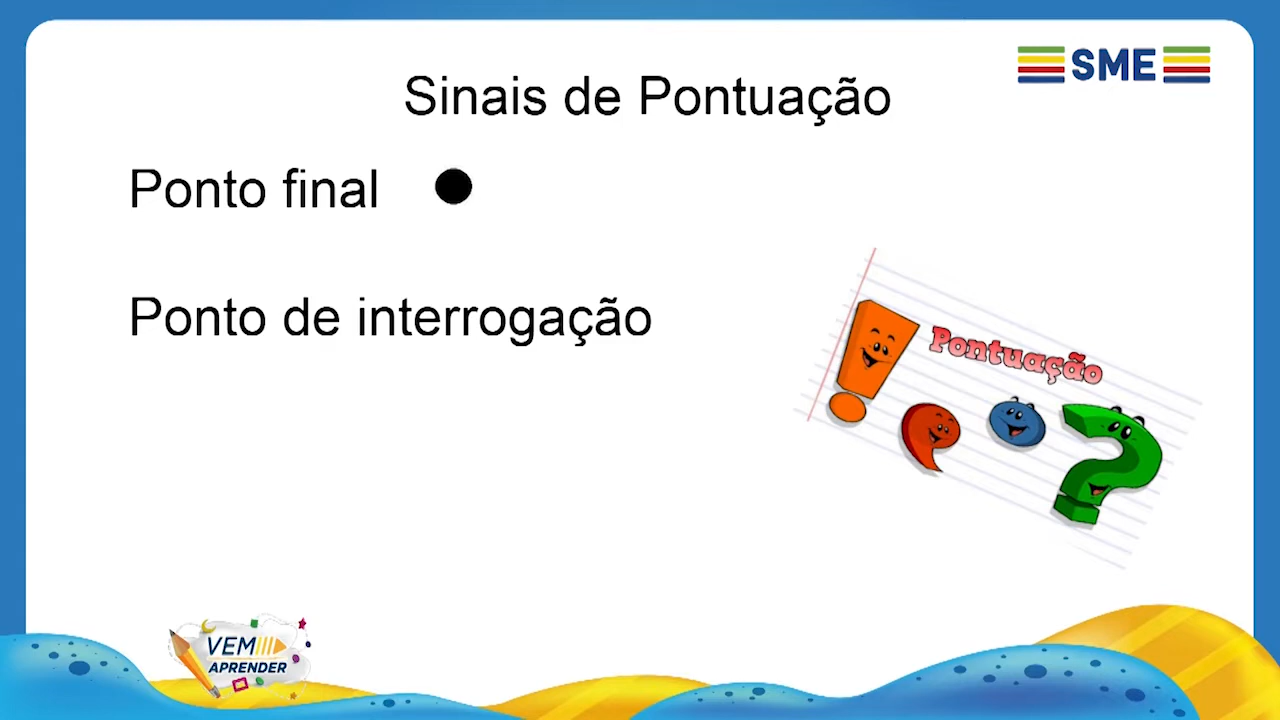 SME
Sinais de Pontuação
Ponto final
Ponto de interrogação
Pontuação
VEM
APRENDER